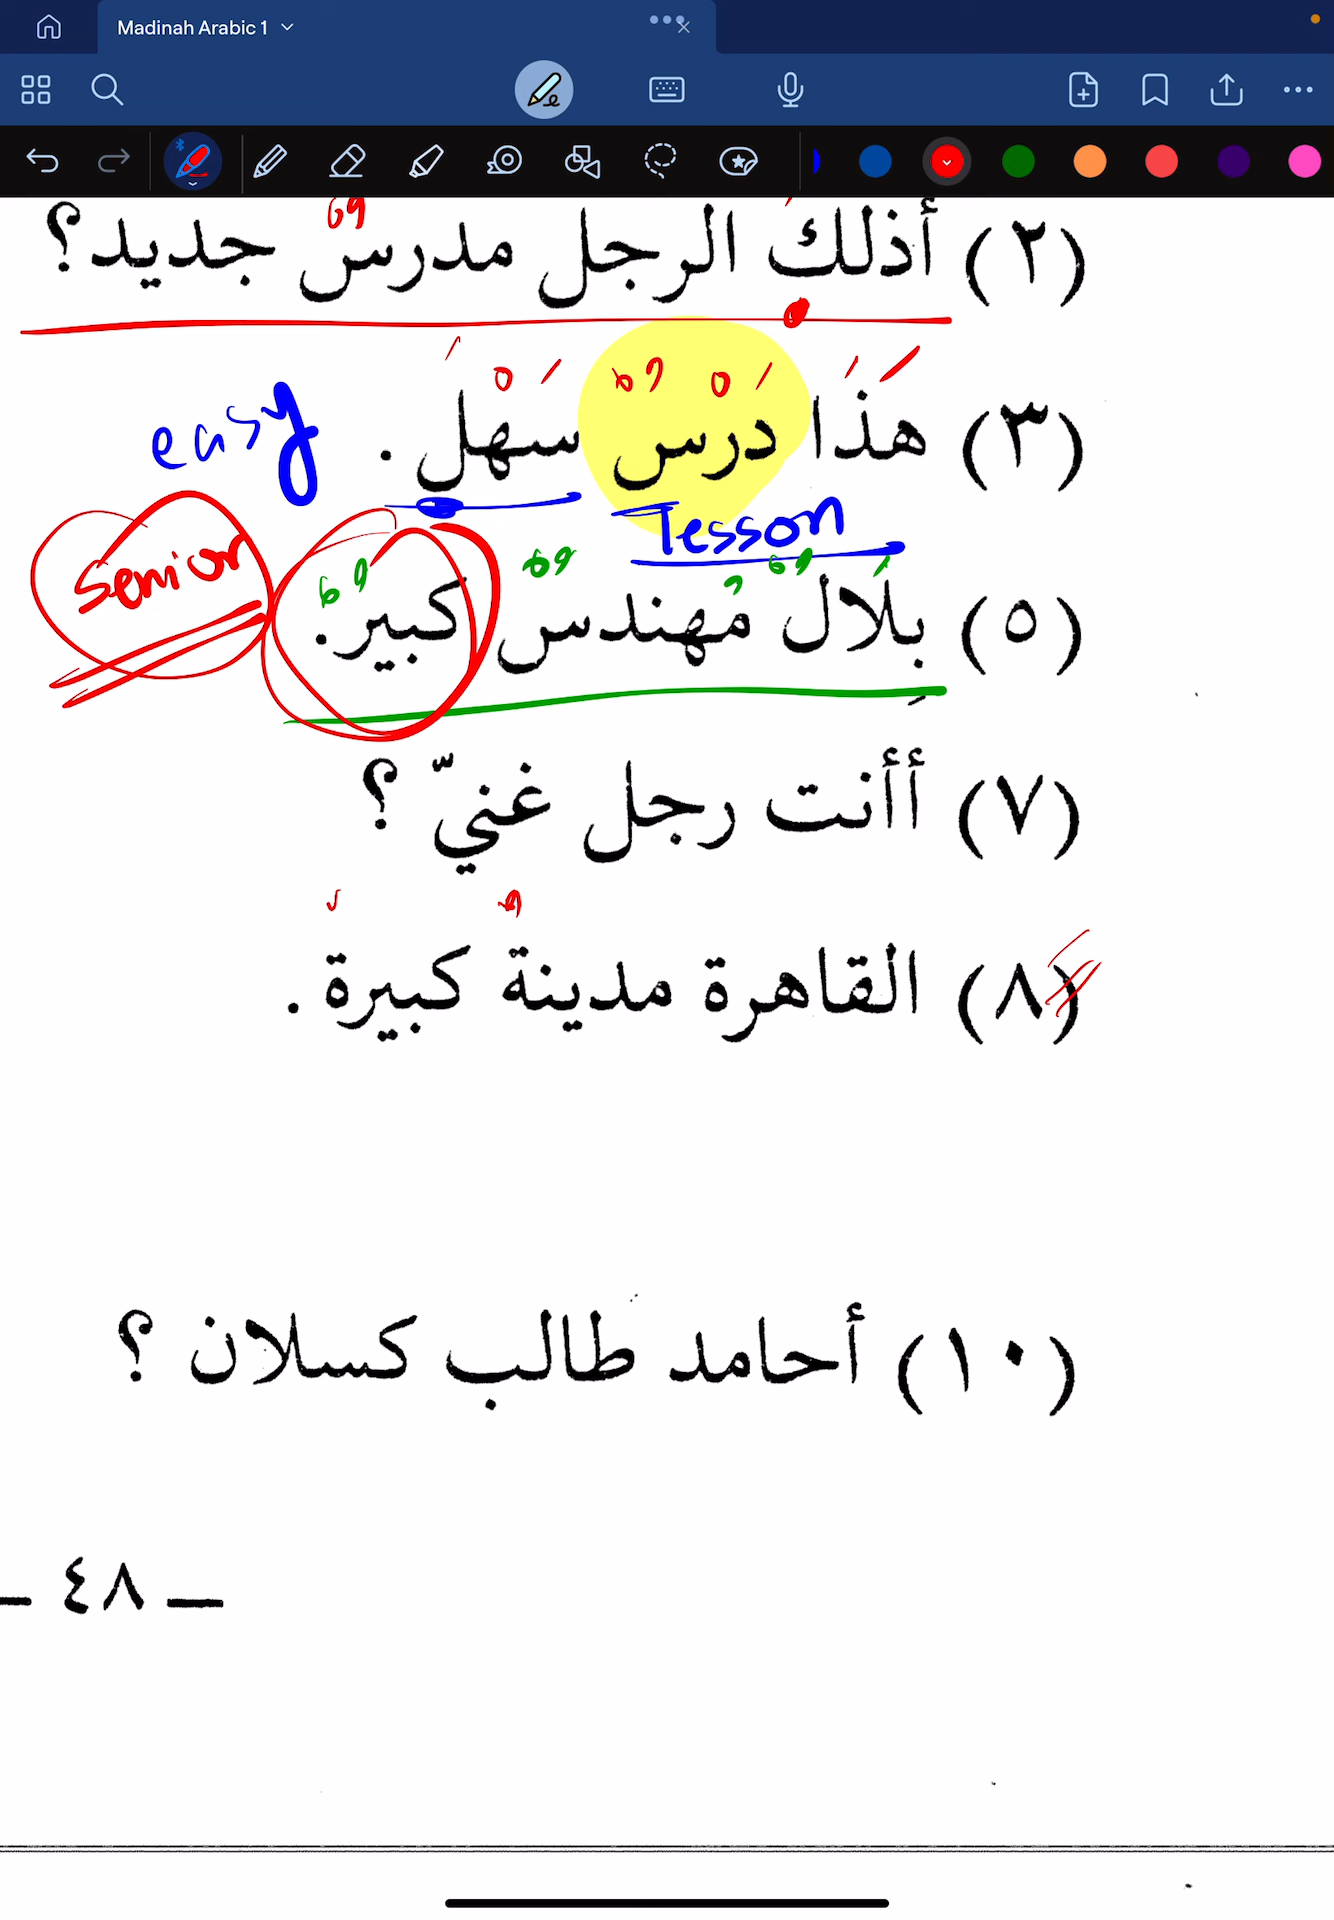 Madinah Arabic 1
(٢) أذلك الرجل مدرس جديد؟
(٣) هذا درس سهل .
easy
lesson
(٥) بلال مهندس كبير.
senior
(٧) أأنت رجل غنيّ ؟
(٨) القاهرة مدينة كبيرة .
(١٠) أحامد طالب كسلان ؟
— ٤٨ —